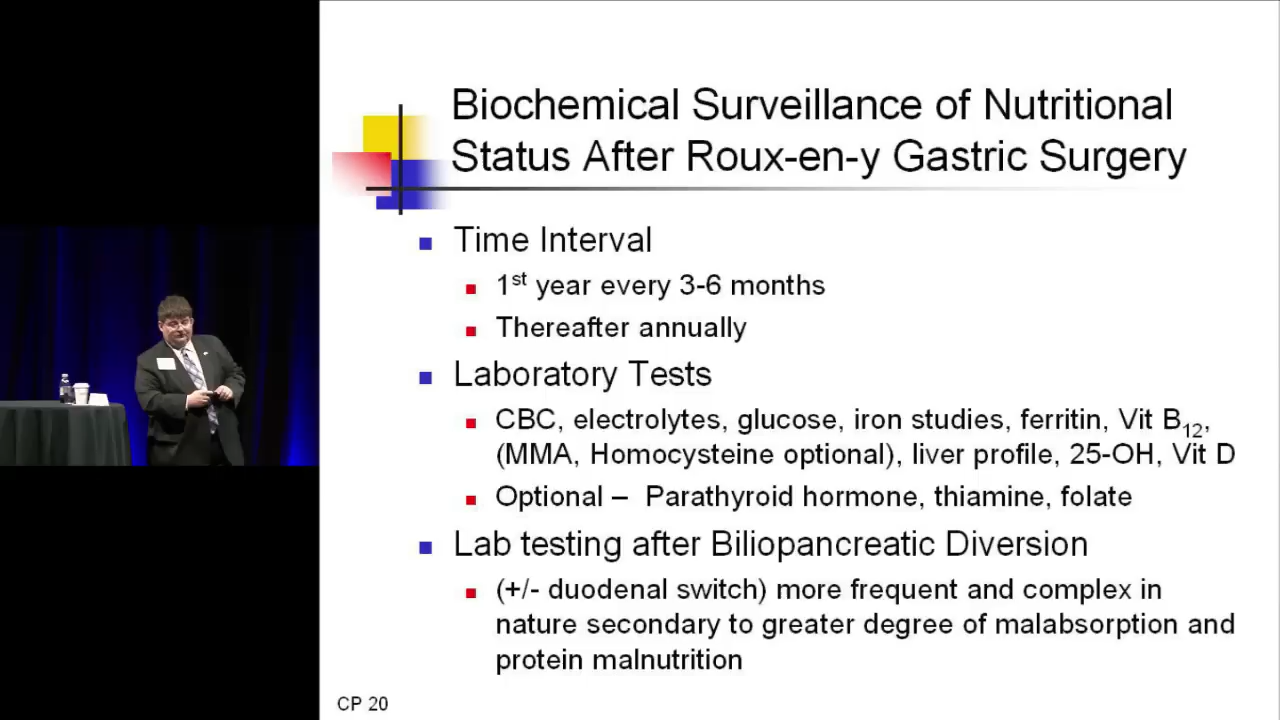 Biochemical Surveillance of Nutritional
Status After Roux-en-y Gastric Surgery
Time Interval
1st year every 3-6 months
Thereafter annually
Laboratory Tests
CBC, electrolytes, glucose, iron studies, ferritin, Vit B12,
(MMA, Homocysteine optional), liver profile, 25-OH, Vit D
Optional – Parathyroid hormone, thiamine, folate
Lab testing after Biliopancreatic Diversion
(+/- duodenal switch) more frequent and complex in
nature secondary to greater degree of malabsorption and
protein malnutrition
CP 20